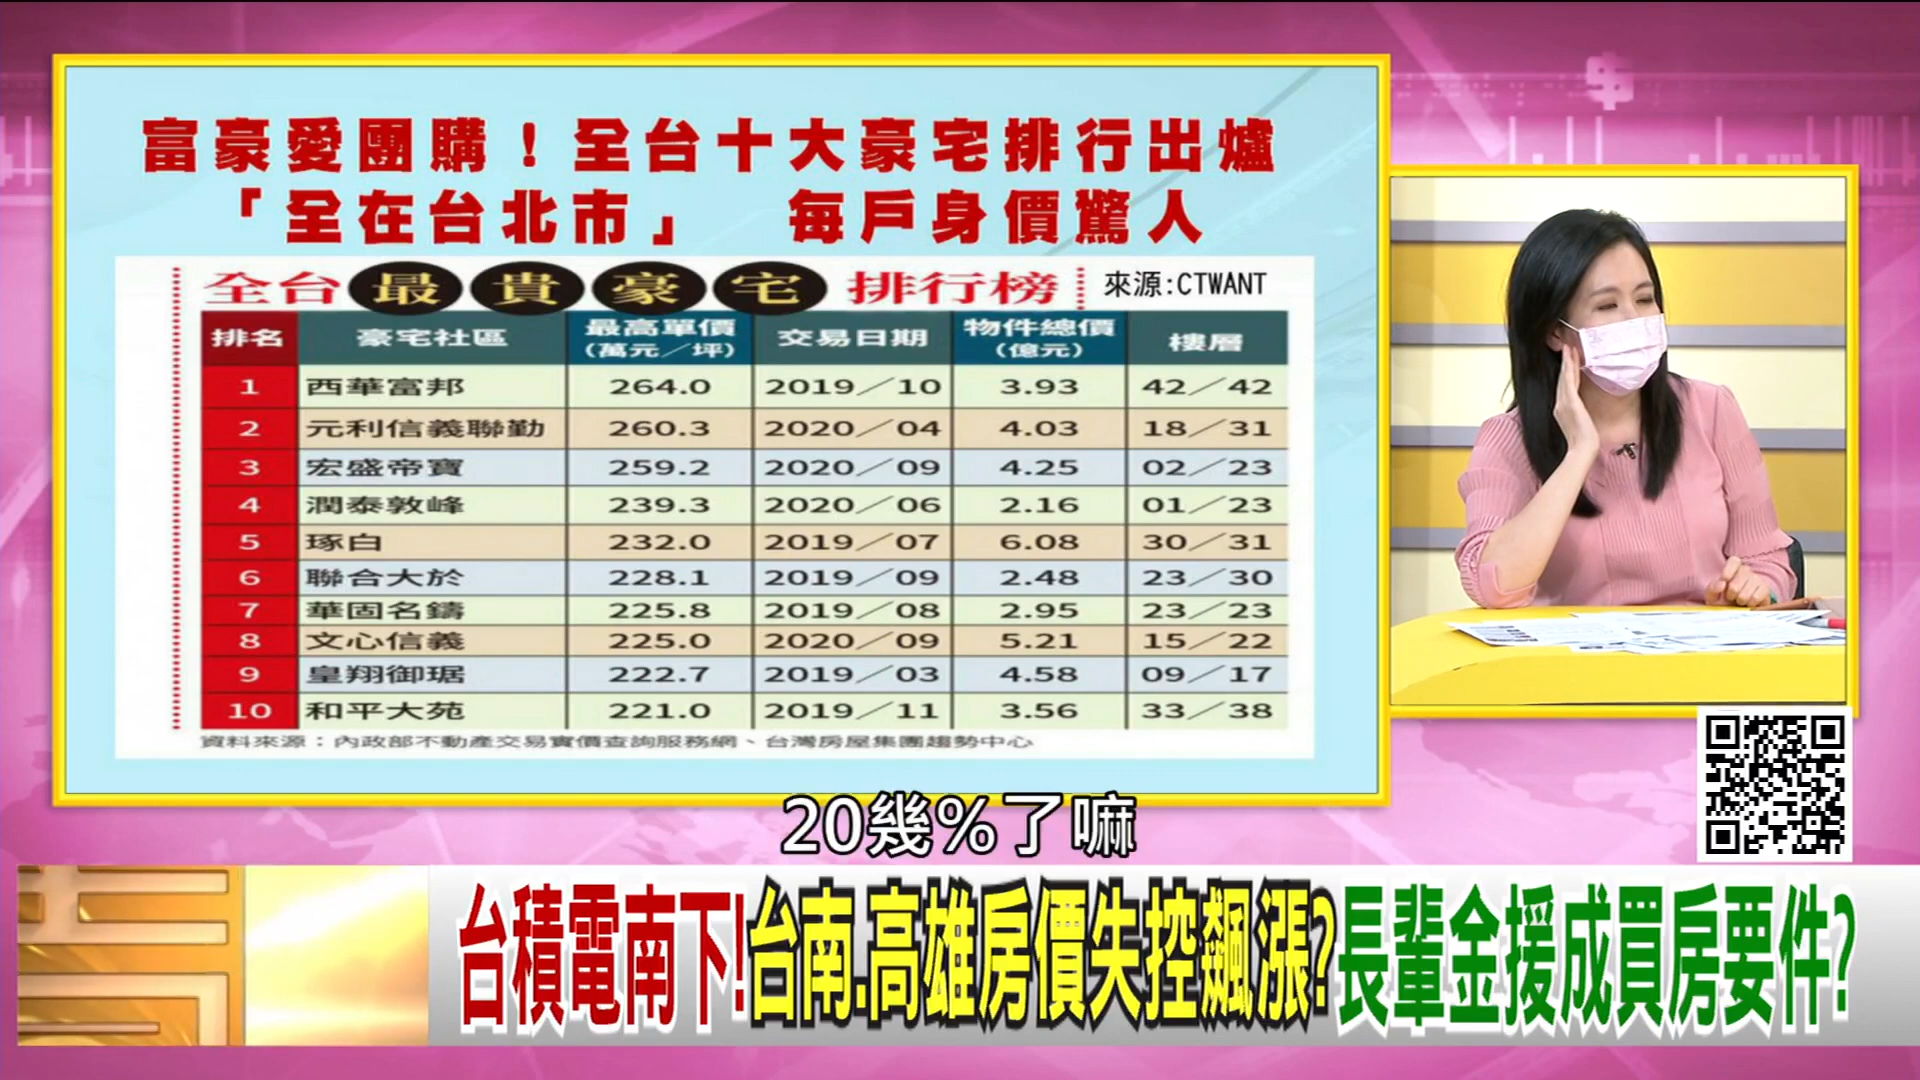 富豪愛團購！全台十大豪宅排行出爐
「全在台北市」　每戶身價驚人
全台最貴豪宅排行榜 來源:CTWANT
排名 豪宅社區 最高單價（萬元／坪） 交易日期 物件總價（億元） 樓層
1 西華富邦 264.0 2019／10 3.93 42／42
2 元利信義聯勤 260.3 2020／04 4.03 18／31
3 宏盛帝寶 259.2 2020／09 4.25 02／23
4 潤泰敦峰 239.3 2020／06 2.16 01／23
5 琢白 232.0 2019／07 6.08 30／31
6 聯合大於 228.1 2019／09 2.48 23／30
7 華固名鑄 225.8 2019／08 2.95 23／23
8 文心信義 225.0 2020／09 5.21 15／22
9 皇翔御琚 222.7 2019／03 4.58 09／17
10 和平大苑 221.0 2019／11 3.56 33／38
資料來源：內政部不動產交易實價查詢服務網、台灣房屋集團趨勢中心
20幾%了嘛
台積電南下!台南.高雄房價失控飆漲?長輩金援成買房要件?